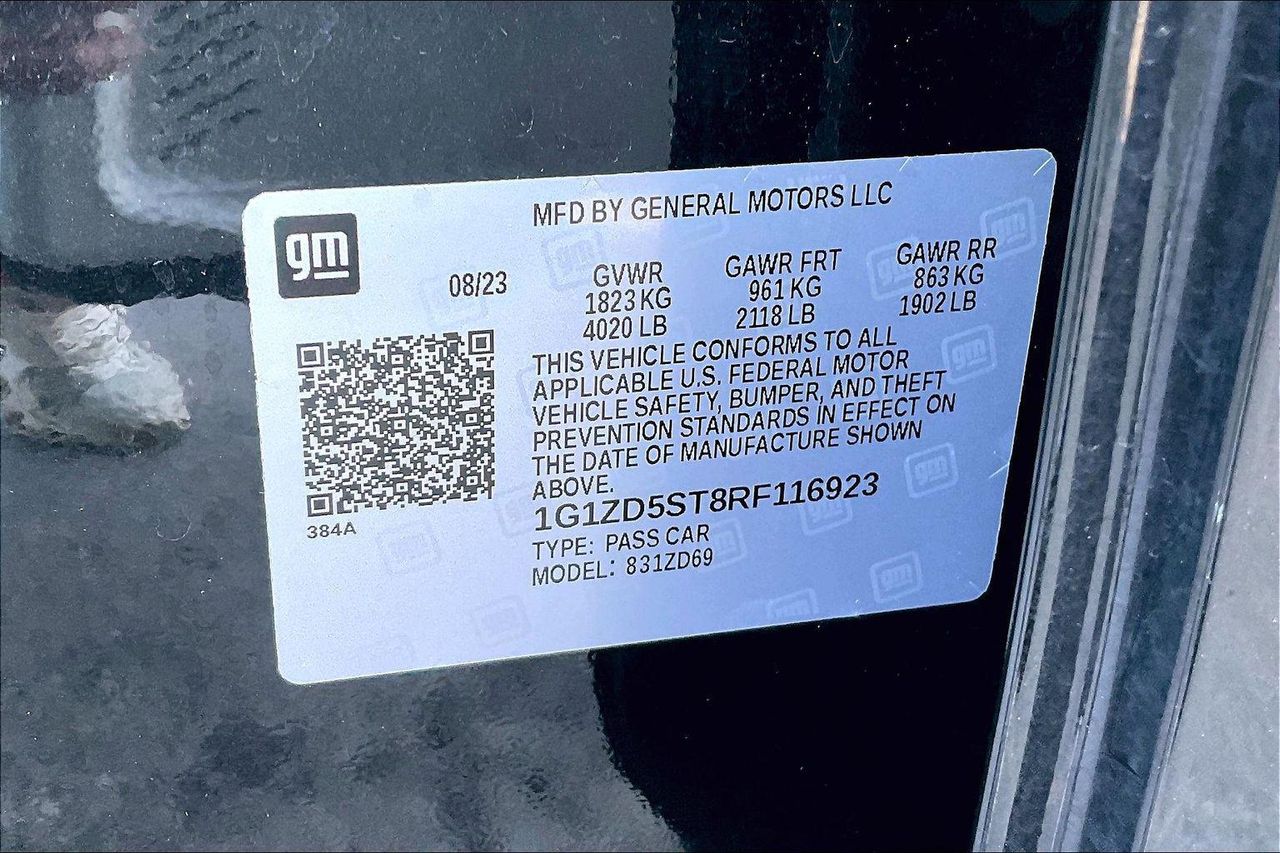 gm
MFD BY GENERAL MOTORS LLC
08/23
GVWR
1823 KG
4020 LB
GAWR FRT
961 KG
2118 LB
GAWR RR
863 KG
1902 LB
THIS VEHICLE CONFORMS TO ALL
APPLICABLE U.S. FEDERAL MOTOR
VEHICLE SAFETY, BUMPER, AND THEFT
PREVENTION STANDARDS IN EFFECT ON
THE DATE OF MANUFACTURE SHOWN
ABOVE.
1G1ZD5ST8RF116923
TYPE: PASS CAR
MODEL: 831ZD69
384A